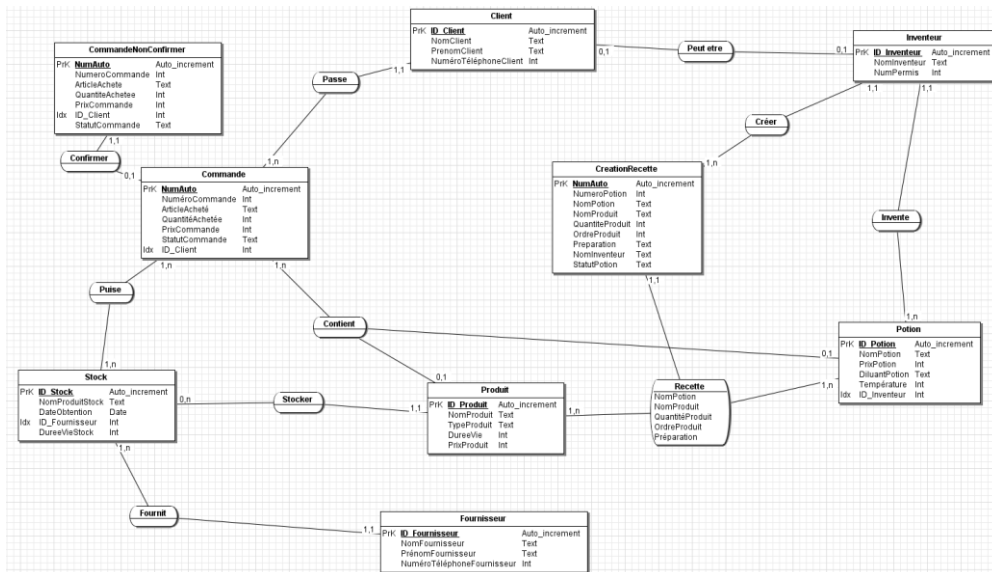 Client
PrK ID_Client Auto_increment
NomClient Text
PrenomClient Text
NuméroTéléphoneClient Int
CommandeNonConfirmer
PrK NumAuto Auto_increment
NumeroCommande Int
ArticleAchete Text
QuantiteAchetee Int
PrixCommande Int
Idx ID_Client Int
StatutCommande Text
Inventeur
PrK ID_Inventeur Auto_increment
NomInventeur Text
NumPermis Int
0,1
Peut etre
0,1
1,1
Passe
1,n
1,1
Confirmer
0,1
1,1
1,1
Créer
1,n
Commande
PrK NumAuto Auto_increment
NuméroCommande Int
ArticleAcheté Text
QuantitéAchetée Int
PrixCommande Int
StatutCommande Text
Idx ID_Client Int
CreationRecette
PrK NumAuto Auto_increment
NumeroPotion Int
NomPotion Text
NomProduit Text
QuantiteProduit Int
OrdreProduit Int
Preparation Text
NomInventeur Text
StatutPotion Text
Invente
1,n
1,n
1,n
1,1
Puise
1,n
Contient
0,1
0,1
Potion
PrK ID_Potion Auto_increment
NomPotion Text
PrixPotion Int
DiluantPotion Text
Température Int
Idx ID_Inventeur Int
Stock
PrK ID_Stock Auto_increment
NomProduitStock Text
DateObtention Date
Idx ID_Fournisseur Int
DureeVieStock Int
0,n
Stocker
1,1
Produit
PrK ID_Produit Auto_increment
NomProduit Text
TypeProduit Text
DureeVie Int
PrixProduit Int
1,n
Recette
NomPotion
NomProduit
QuantitéProduit
OrdreProduit
Préparation
1,n
1,n
Fournit
1,1
Fournisseur
PrK ID_Fournisseur Auto_increment
NomFournisseur Text
PrénomFournisseur Text
NuméroTéléphoneFournisseur Int